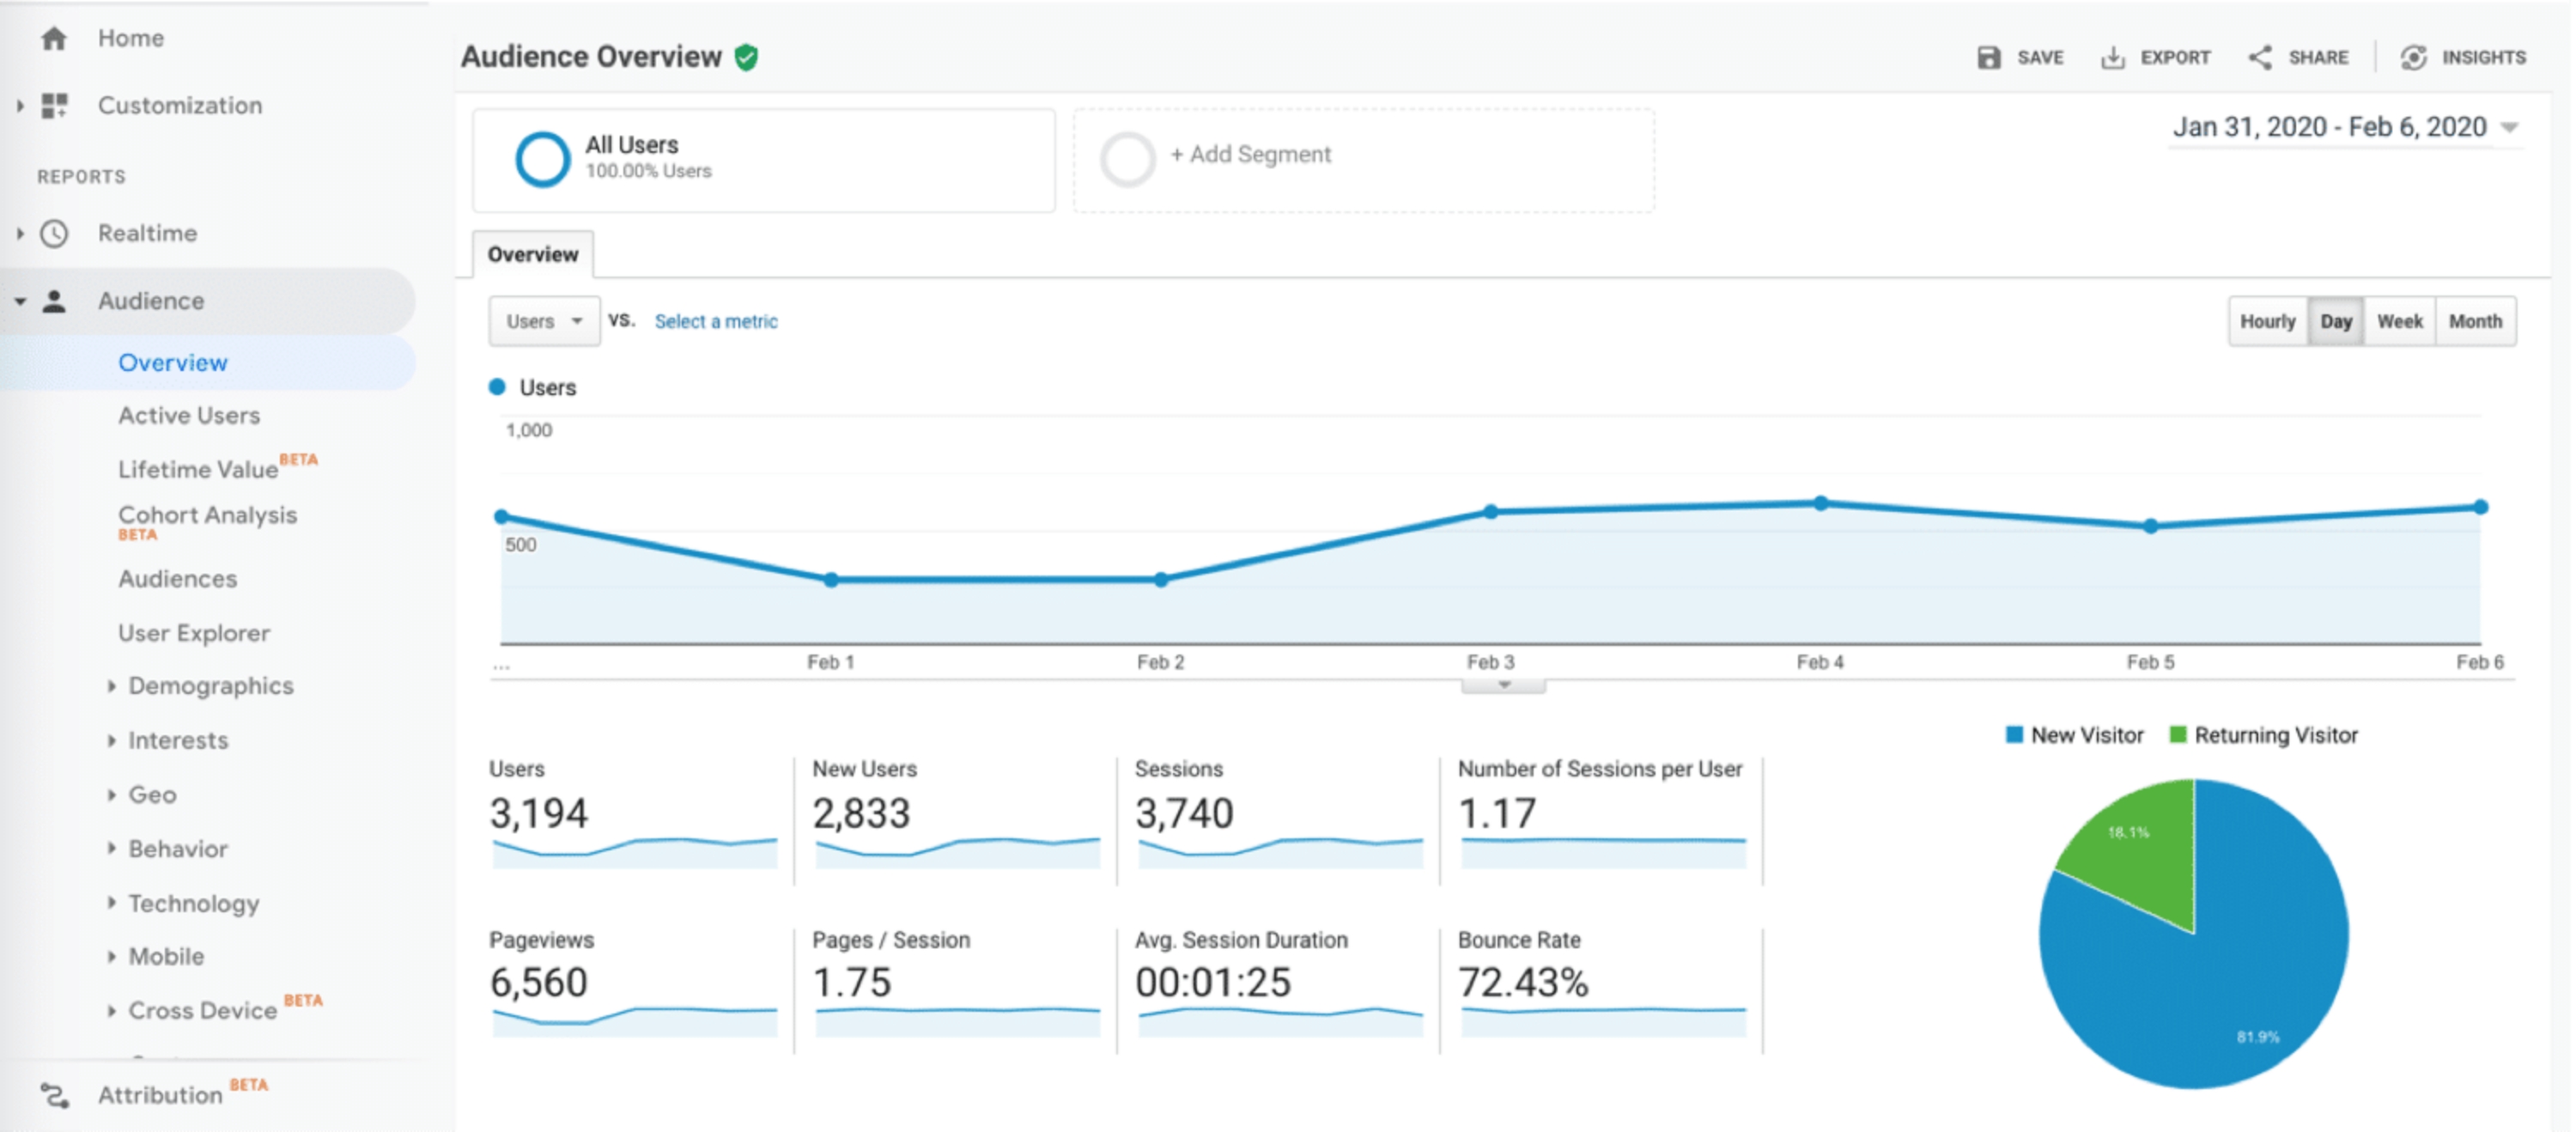 Home
Customization
REPORTS
Realtime
Audience
Overview
Active Users
Lifetime Value BETA
Cohort Analysis
BETA
Audiences
User Explorer
Demographics
Interests
Geo
Behavior
Technology
Mobile
Cross Device BETA
Attribution BETA
Audience Overview
SAVE EXPORT SHARE INSIGHTS
All Users
100.00% Users
+ Add Segment
Jan 31, 2020 - Feb 6, 2020
Overview
Users VS. Select a metric
Hourly Day Week Month
Users
1,000
500
... Feb 1 Feb 2 Feb 3 Feb 4 Feb 5 Feb 6
New Visitor Returning Visitor
Users New Users Sessions Number of Sessions per User
3,194 2,833 3,740 1.17
Pageviews Pages / Session Avg. Session Duration Bounce Rate
6,560 1.75 00:01:25 72.43%
18.1%
81.9%